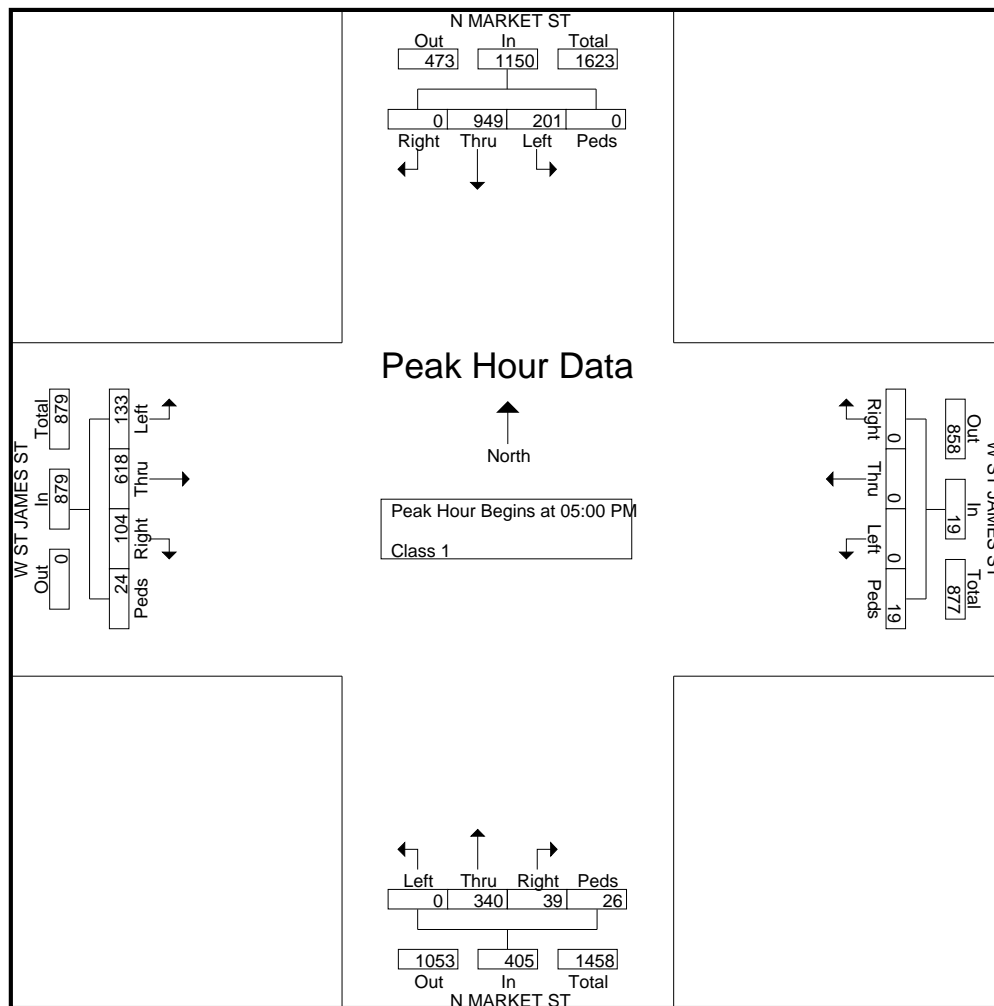 N MARKET ST
Out In Total
473 1150 1623
0 949 201 0
Right Thru Left Peds
Peak Hour Data
North
Peak Hour Begins at 05:00 PM
Class 1
W ST JAMES ST
Total In Out
879 879 0
133 618 104 24
Left Thru Right Peds
W ST JAMES ST
Out In Total
858 19 877
0 0 0 19
Right Thru Left Peds
Left Thru Right Peds
0 340 39 26
1053 405 1458
Out In Total
N MARKET ST